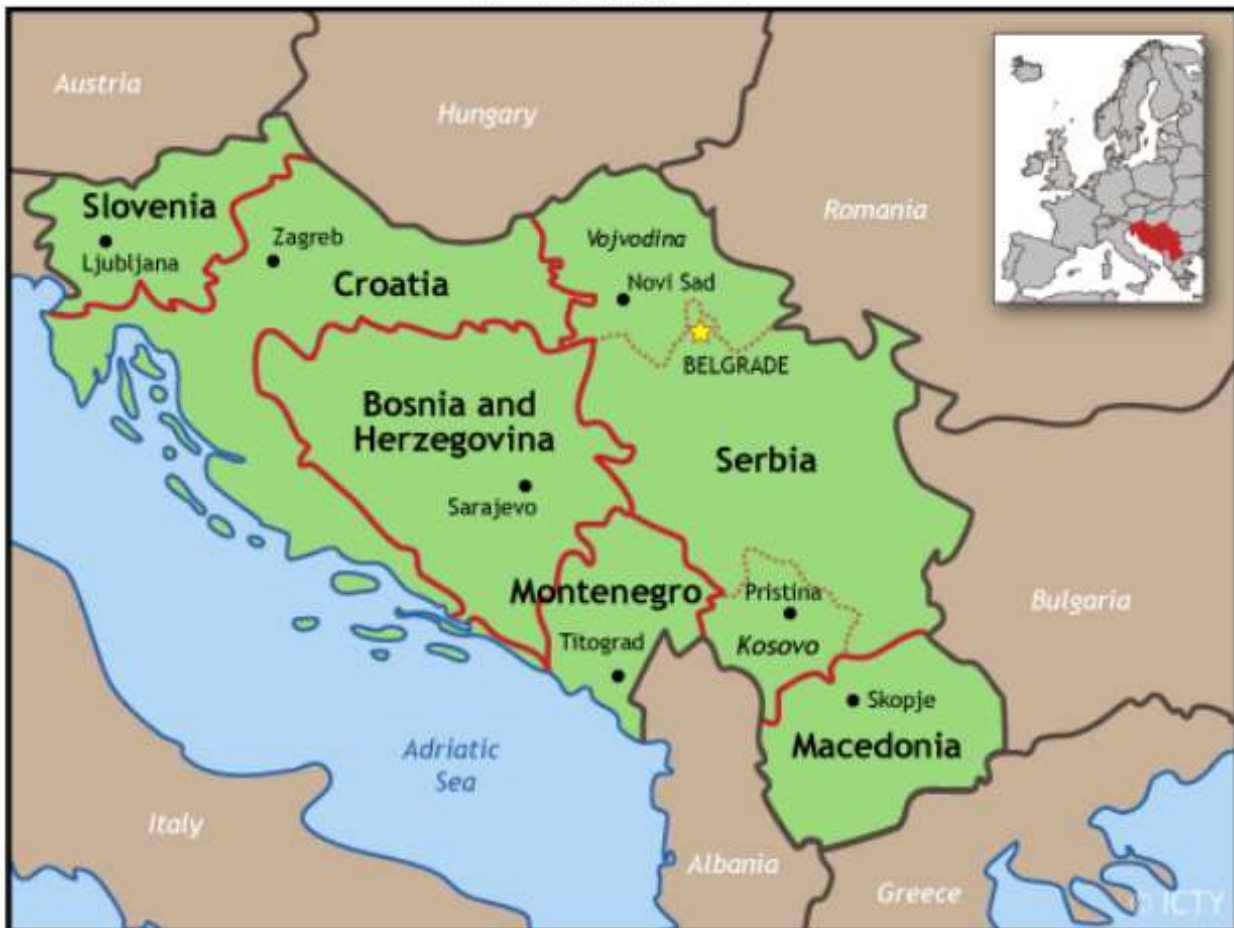 Austria
Hungary
Romania
Slovenia
Ljubljana
Zagreb
Croatia
Vojvodina
Novi Sad
BELGRADE
Bosnia and
Herzegovina
Sarajevo
Serbia
Montenegro
Titograd
Pristina
Kosovo
Bulgaria
Skopje
Macedonia
Adriatic
Sea
Italy
Albania
Greece
© ICTY